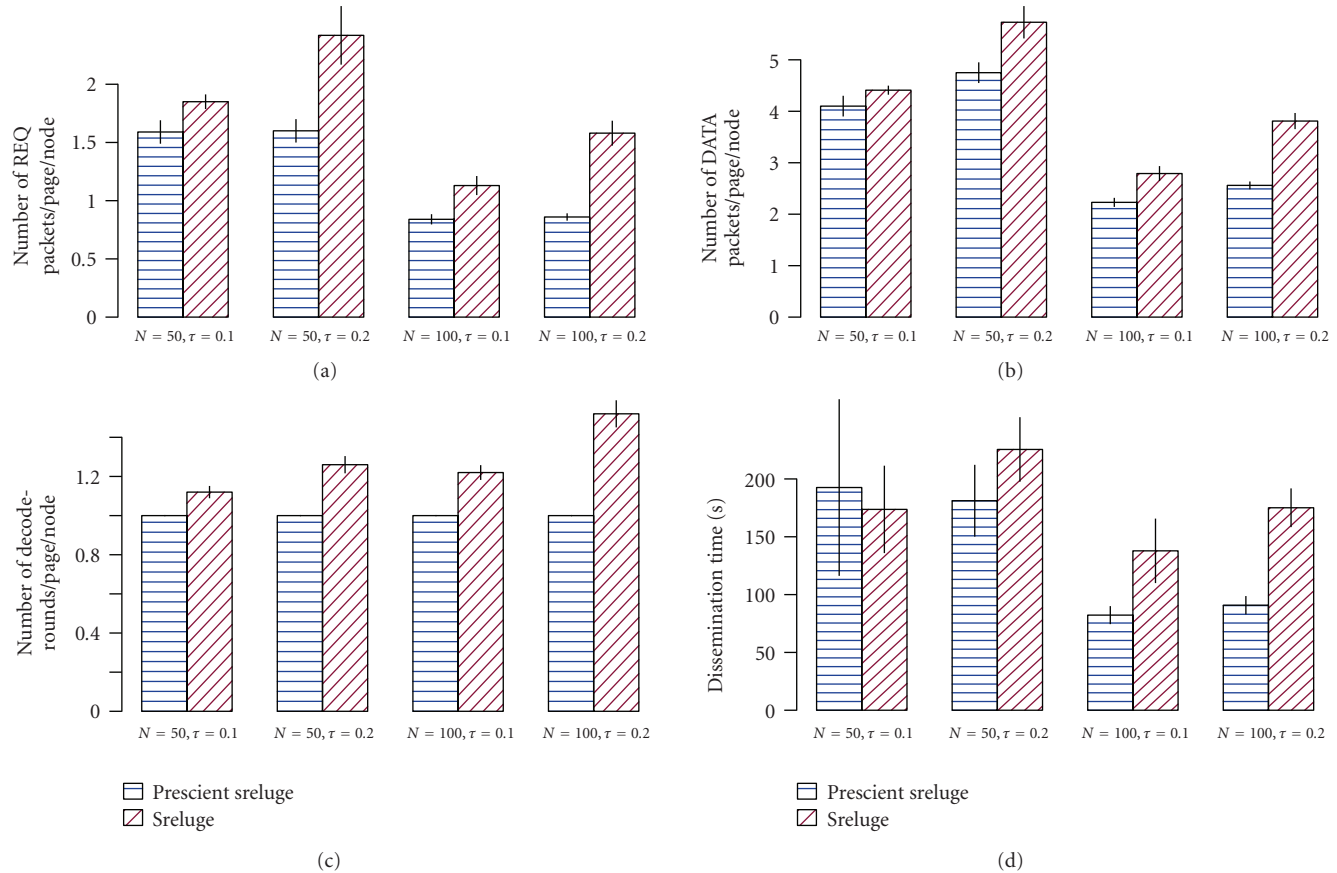 Number of REQ
packets/page/node
2
1.5
1
0.5
0
N = 50, τ = 0.1
N = 50, τ = 0.2
N = 100, τ = 0.1
N = 100, τ = 0.2
(a)
Number of DATA
packets/page/node
5
4
3
2
1
0
N = 50, τ = 0.1
N = 50, τ = 0.2
N = 100, τ = 0.1
N = 100, τ = 0.2
(b)
Number of decode-
rounds/page/node
1.2
0.8
0.4
0
N = 50, τ = 0.1
N = 50, τ = 0.2
N = 100, τ = 0.1
N = 100, τ = 0.2
Prescient sreluge
Sreluge
(c)
Dissemination time (s)
200
150
100
50
0
N = 50, τ = 0.1
N = 50, τ = 0.2
N = 100, τ = 0.1
N = 100, τ = 0.2
Prescient sreluge
Sreluge
(d)